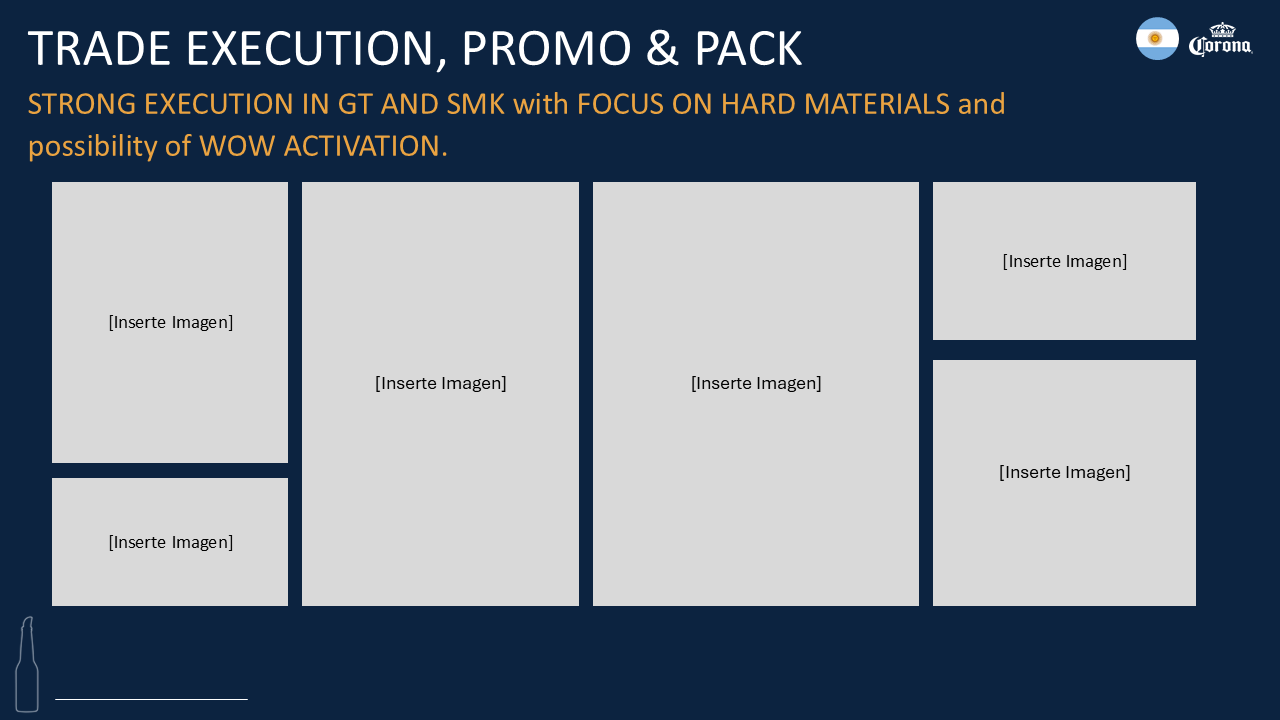 TRADE EXECUTION, PROMO & PACK
Corona
STRONG EXECUTION IN GT AND SMK with FOCUS ON HARD MATERIALS and
possibility of WOW ACTIVATION.
[Inserte Imagen]
[Inserte Imagen]
[Inserte Imagen]
[Inserte Imagen]
[Inserte Imagen]
[Inserte Imagen]